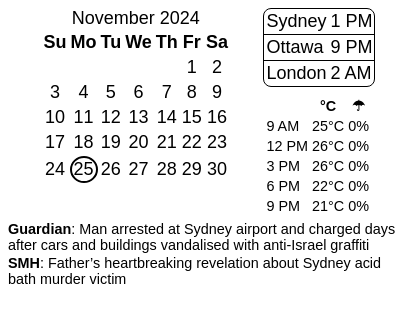 November 2024
Su Mo Tu We Th Fr Sa
1 2
3 4 5 6 7 8 9
10 11 12 13 14 15 16
17 18 19 20 21 22 23
24 25 26 27 28 29 30
Sydney 1 PM
Ottawa 9 PM
London 2 AM
°C ☂
9 AM 25°C 0%
12 PM 26°C 0%
3 PM 26°C 0%
6 PM 22°C 0%
9 PM 21°C 0%
Guardian: Man arrested at Sydney airport and charged days
after cars and buildings vandalised with anti-Israel graffiti
SMH: Father’s heartbreaking revelation about Sydney acid
bath murder victim